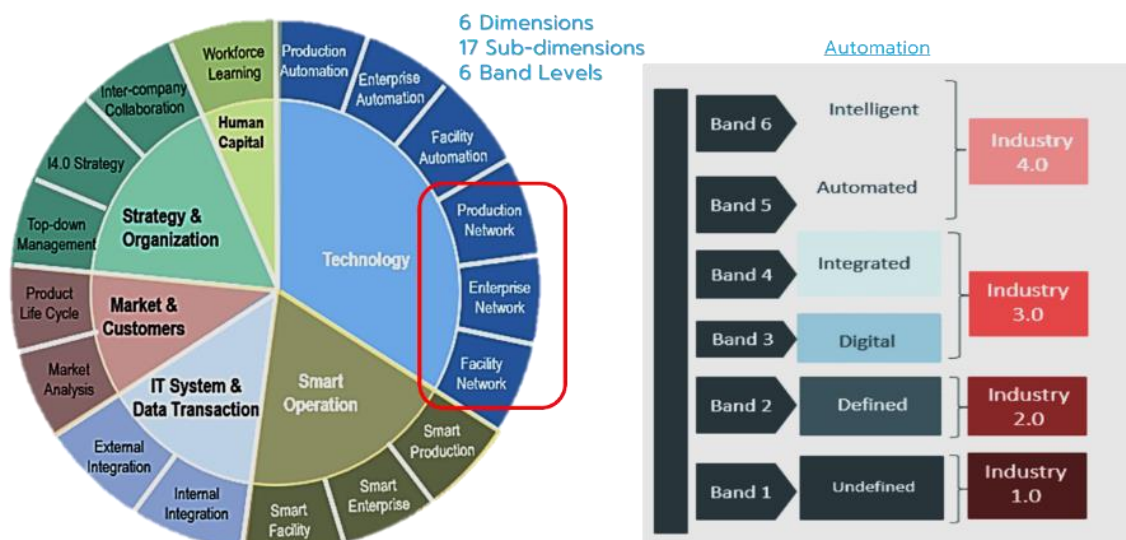 6 Dimensions
17 Sub-dimensions
6 Band Levels
Workforce
Learning
Production
Automation
Enterprise
Automation
Facility
Automation
Production
Network
Enterprise
Network
Facility
Network
Smart
Production
Smart
Enterprise
Smart
Facility
Internal
Integration
External
Integration
Market
Analysis
Product
Life Cycle
Top-down
Management
I4.0 Strategy
Inter-company
Collaboration
Human
Capital
Technology
Smart
Operation
IT System &
Data Transaction
Market &
Customers
Strategy &
Organization
Automation
Band 6
Intelligent
Band 5
Automated
Industry
4.0
Band 4
Integrated
Band 3
Digital
Industry
3.0
Band 2
Defined
Industry
2.0
Band 1
Undefined
Industry
1.0